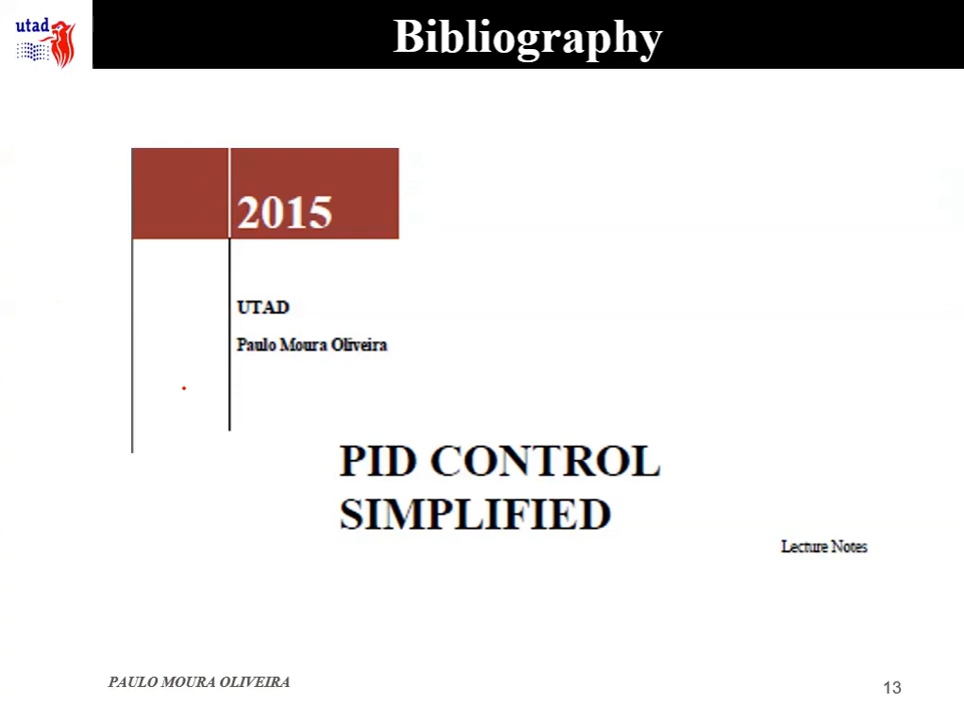 utad
Bibliography
2015
UTAD
Paulo Moura Oliveira
PID CONTROL
SIMPLIFIED
Lecture Notes
PAULO MOURA OLIVEIRA
13